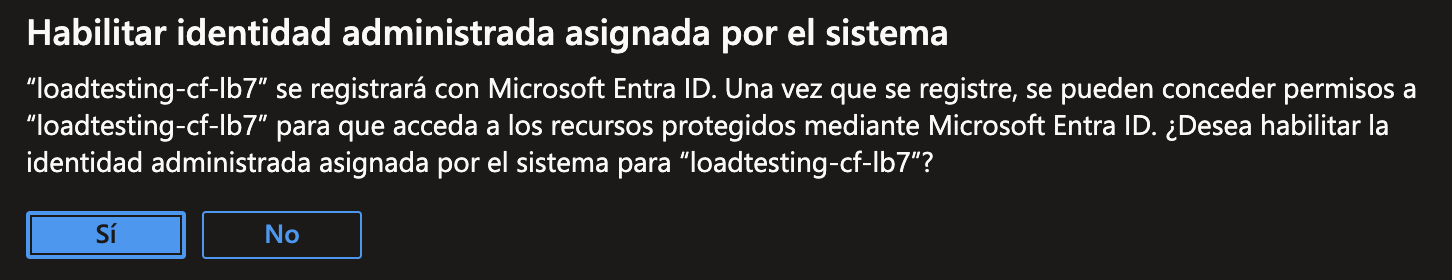 Habilitar identidad administrada asignada por el sistema
“loadtesting-cf-lb7” se registrará con Microsoft Entra ID. Una vez que se registre, se pueden conceder permisos a
“loadtesting-cf-lb7” para que acceda a los recursos protegidos mediante Microsoft Entra ID. ¿Desea habilitar la
identidad administrada asignada por el sistema para “loadtesting-cf-lb7”?
Sí
No